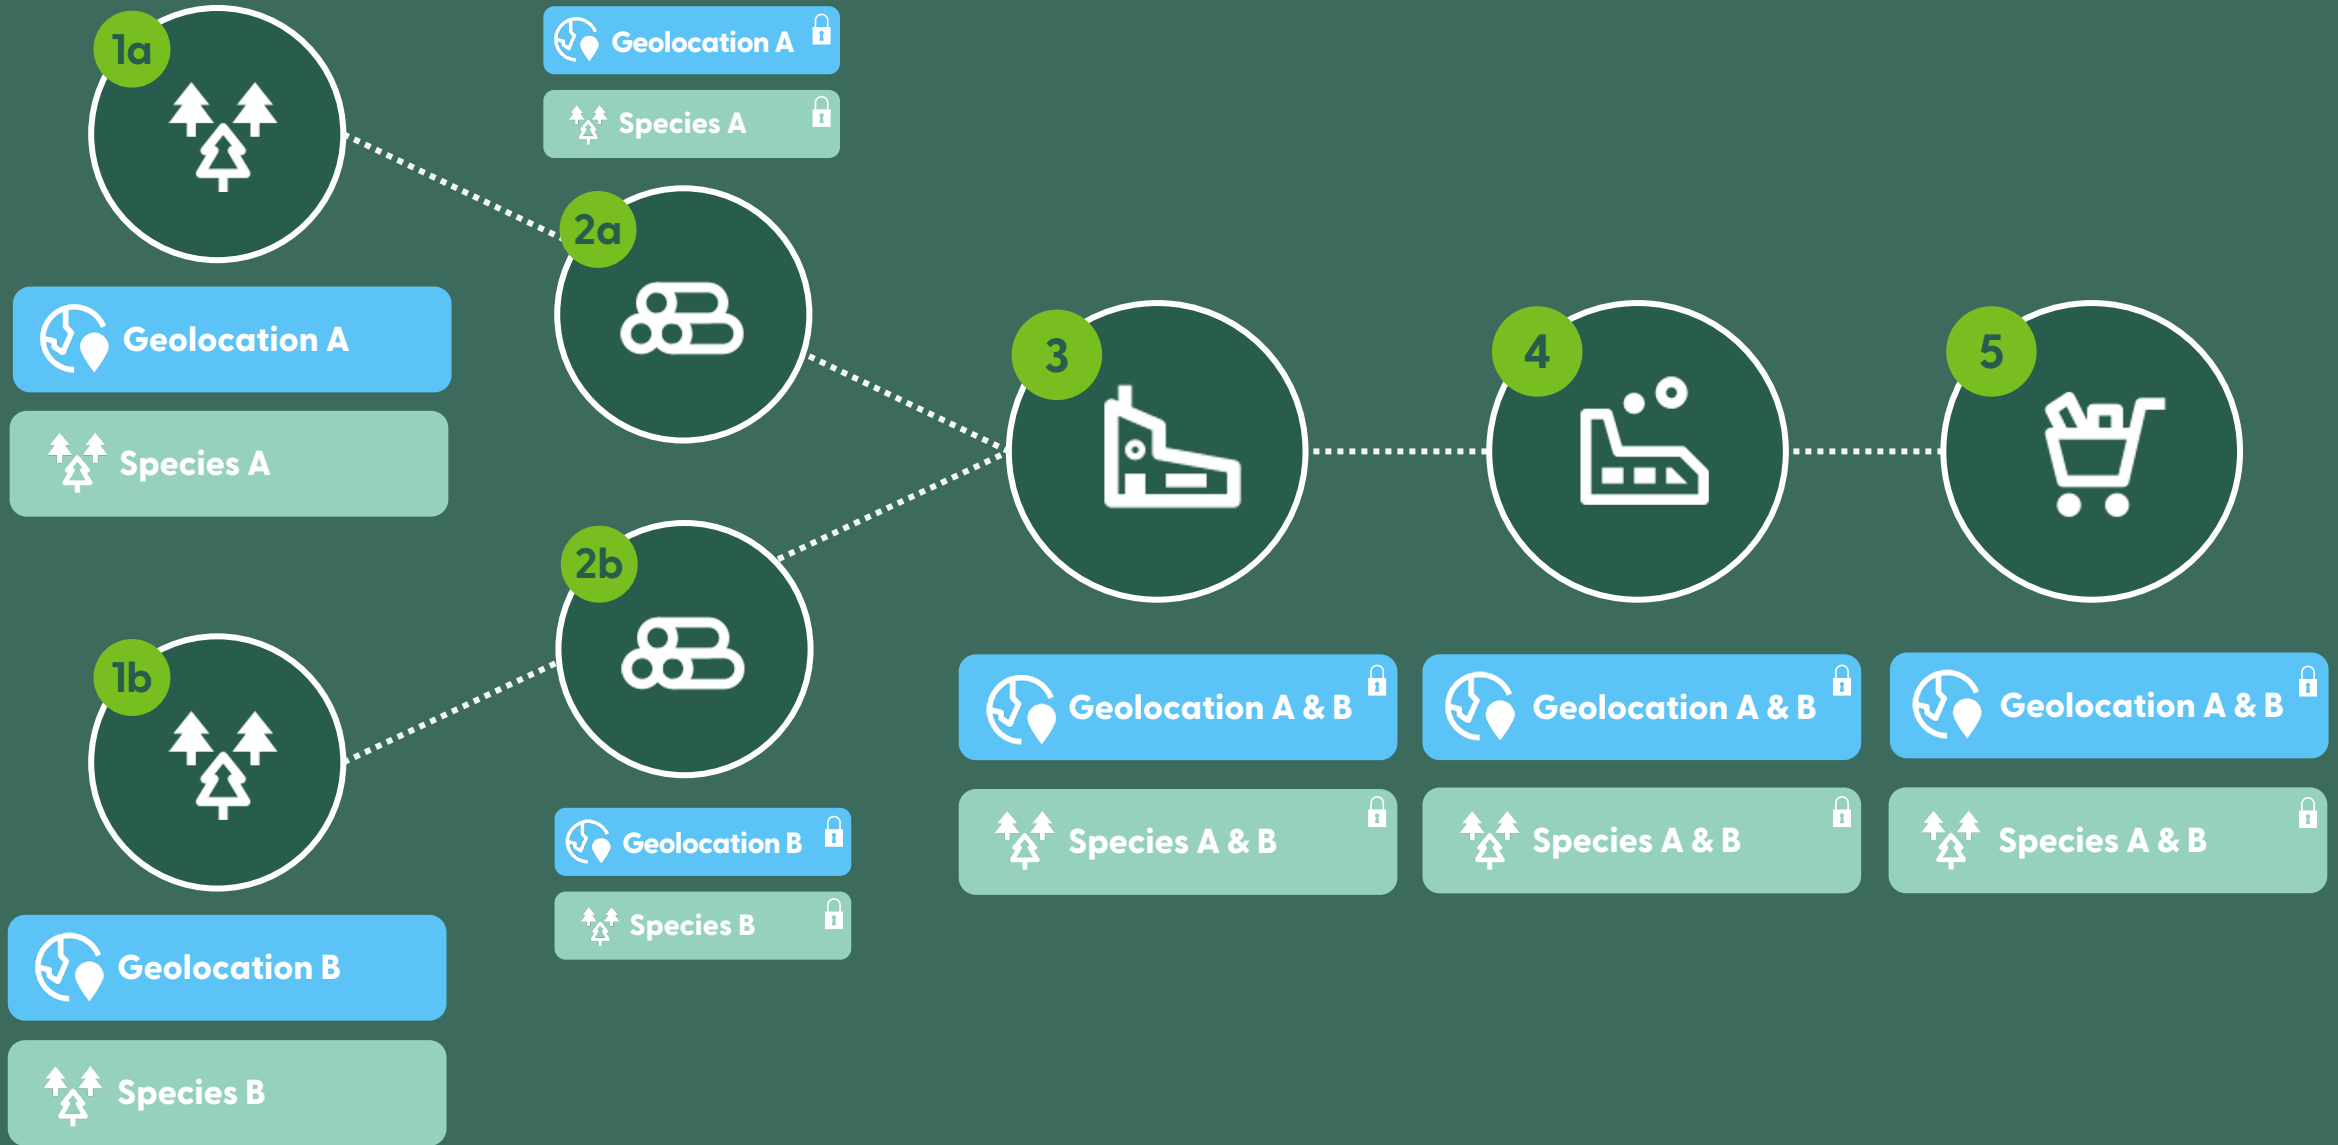 1a
Geolocation A
Species A
Geolocation A
Species A
2a
1b
Geolocation B
Species B
2b
Geolocation B
Species B
3
Geolocation A & B
Species A & B
4
Geolocation A & B
Species A & B
5
Geolocation A & B
Species A & B